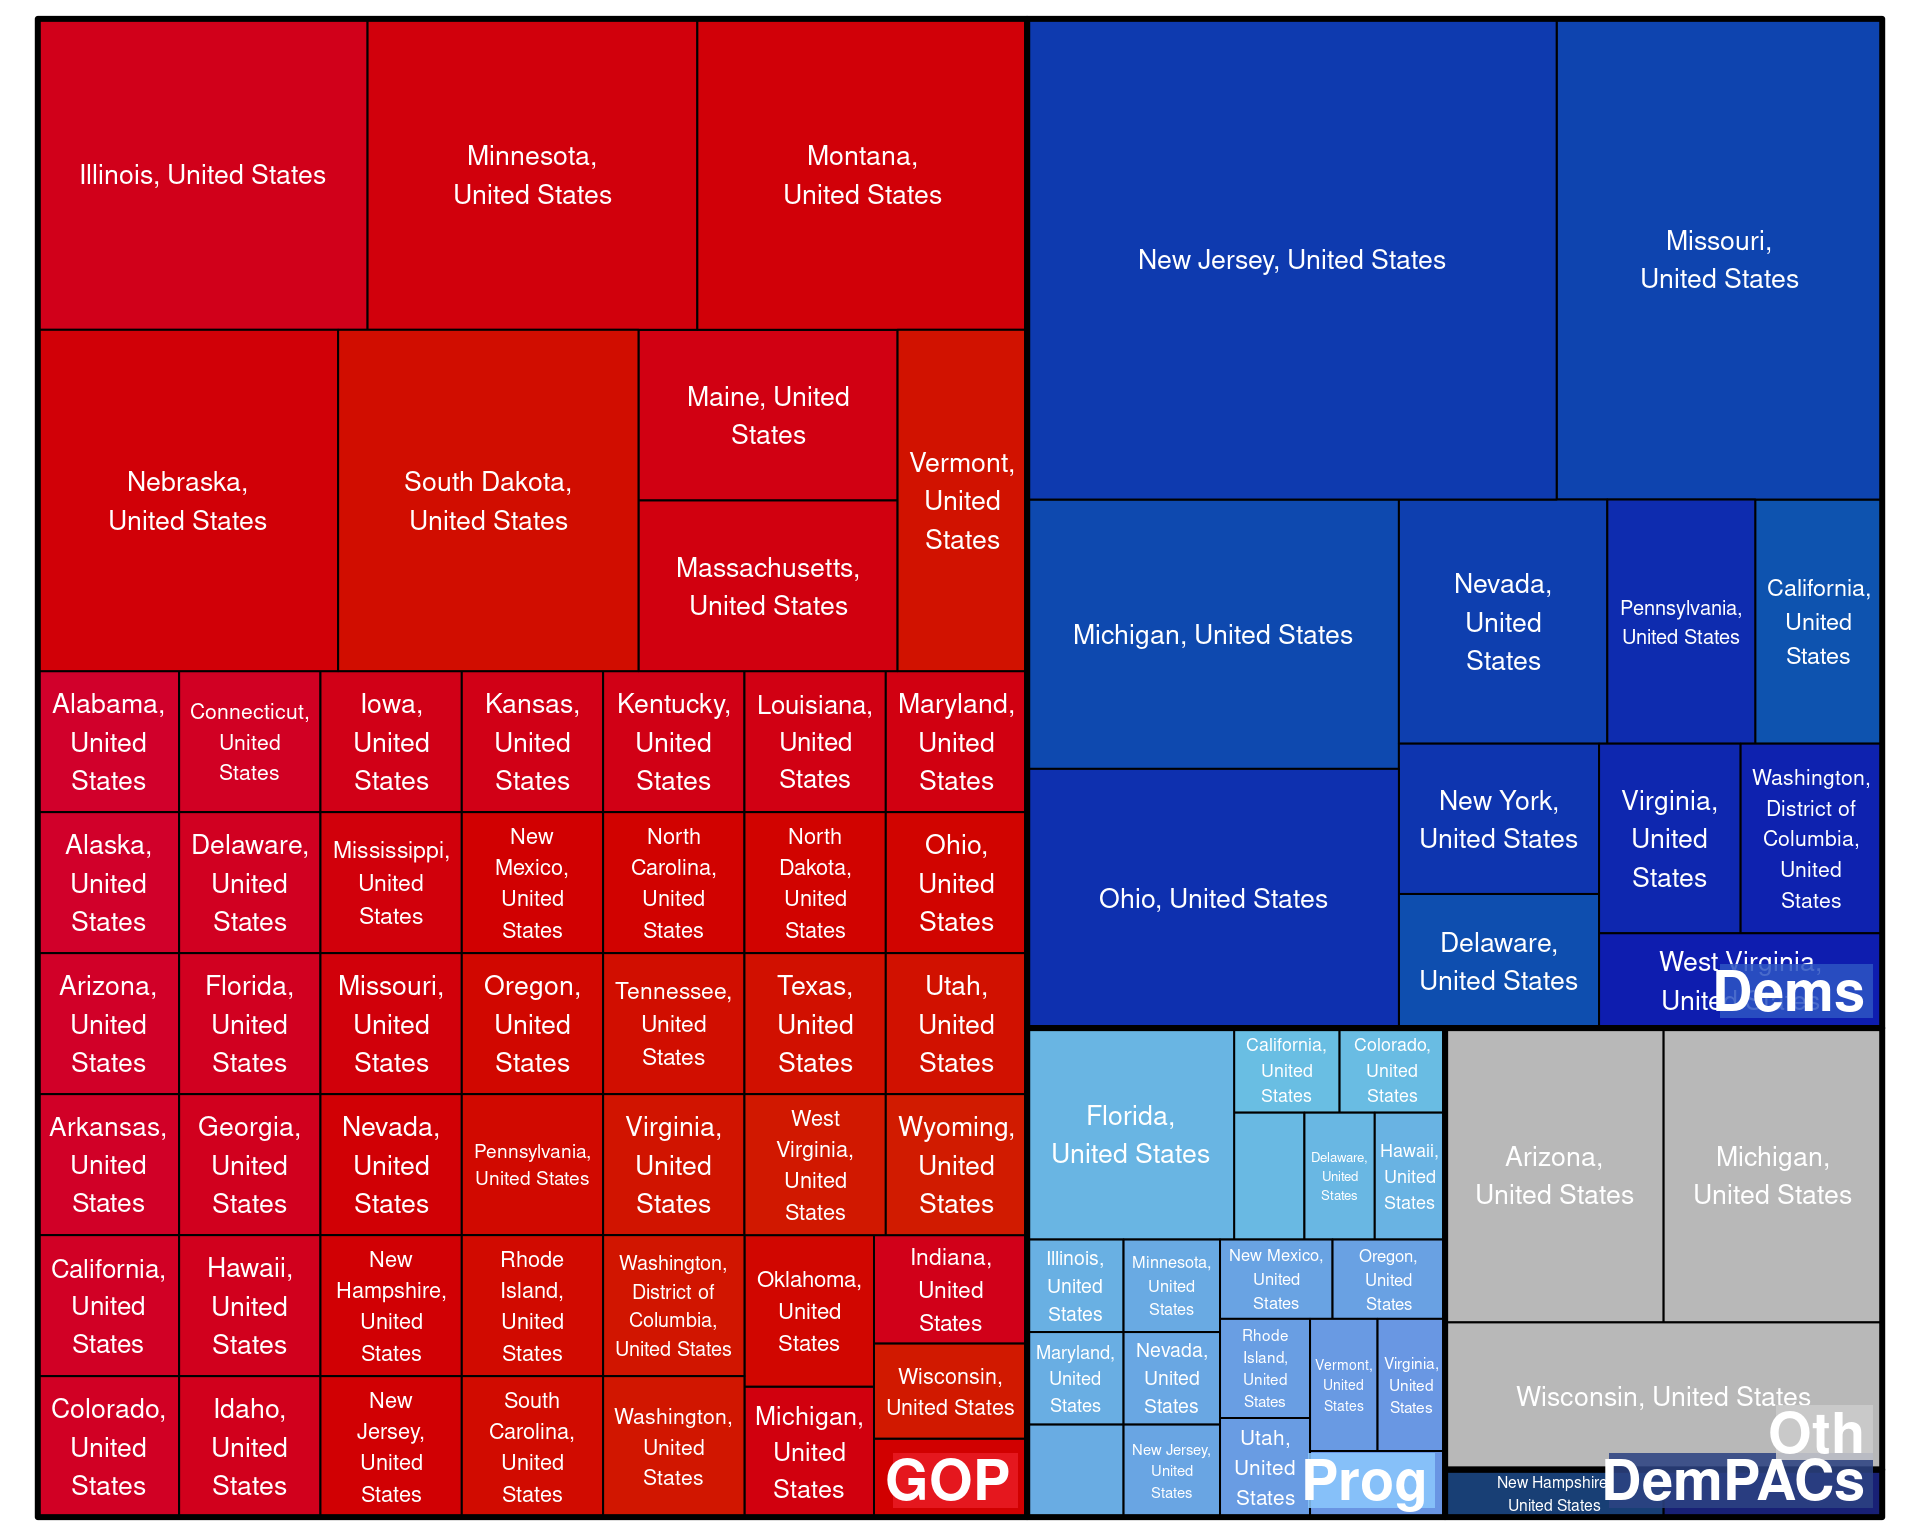 Illinois, United States
Minnesota,
United States
Montana,
United States
Nebraska,
United States
South Dakota,
United States
Maine, United
States
Massachusetts,
United States
Vermont,
United
States
Alabama,
United
States
Connecticut,
United
States
Iowa,
United
States
Kansas,
United
States
Kentucky,
United
States
Louisiana,
United
States
Maryland,
United
States
Alaska,
United
States
Delaware,
United
States
Mississippi,
United
States
New
Mexico,
United
States
North
Carolina,
United
States
North
Dakota,
United
States
Ohio,
United
States
Arizona,
United
States
Florida,
United
States
Missouri,
United
States
Oregon,
United
States
Tennessee,
United
States
Texas,
United
States
Utah,
United
States
Arkansas,
United
States
Georgia,
United
States
Nevada,
United
States
Pennsylvania,
United States
Virginia,
United
States
West
Virginia,
United
States
Wyoming,
United
States
California,
United
States
Hawaii,
United
States
New
Hampshire,
United
States
Rhode
Island,
United
States
Washington,
District of
Columbia,
United States
Oklahoma,
United
States
Indiana,
United
States
Wisconsin,
United States
Colorado,
United
States
Idaho,
United
States
New
Jersey,
United
States
South
Carolina,
United
States
Washington,
United
States
Michigan,
United
States
GOP
New Jersey, United States
Missouri,
United States
Michigan, United States
Nevada,
United
States
Pennsylvania,
United States
California,
United
States
Ohio, United States
New York,
United States
Virginia,
United
States
Washington,
District of
Columbia,
United
States
Delaware,
United States
West Virginia,
United States
Dems
Florida,
United States
California,
United
States
Colorado,
United
States
Delaware,
United
States
Hawaii,
United
States
Illinois,
United
States
Minnesota,
United
States
New Mexico,
United
States
Oregon,
United
States
Maryland,
United
States
Nevada,
United
States
Rhode
Island,
United
States
Vermont,
United
States
Virginia,
United
States
New Jersey,
United
States
Utah,
United
States
Prog
Arizona,
United States
Michigan,
United States
Wisconsin, United States
Oth
New Hampshire
United States
DemPACs